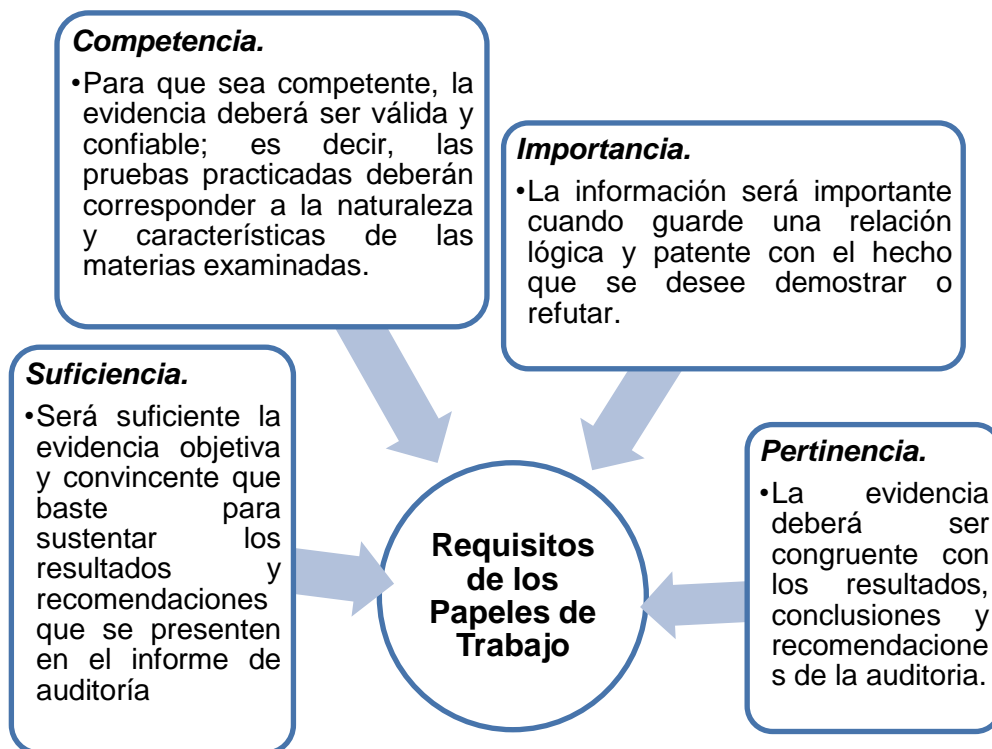 Competencia.
•Para que sea competente, la
evidencia deberá ser válida y
confiable; es decir, las
pruebas practicadas deberán
corresponder a la naturaleza
y características de las
materias examinadas.
Importancia.
•La información será importante
cuando guarde una relación
lógica y patente con el hecho
que se desee demostrar o
refutar.
Suficiencia.
•Será suficiente la
evidencia objetiva
y convincente que
baste para
sustentar los
resultados y
recomendaciones
que se presenten
en el informe de
auditoría
Pertinencia.
•La evidencia
deberá ser
congruente con
los resultados,
conclusiones y
recomendacione
s de la auditoria.
Requisitos
de los
Papeles de
Trabajo